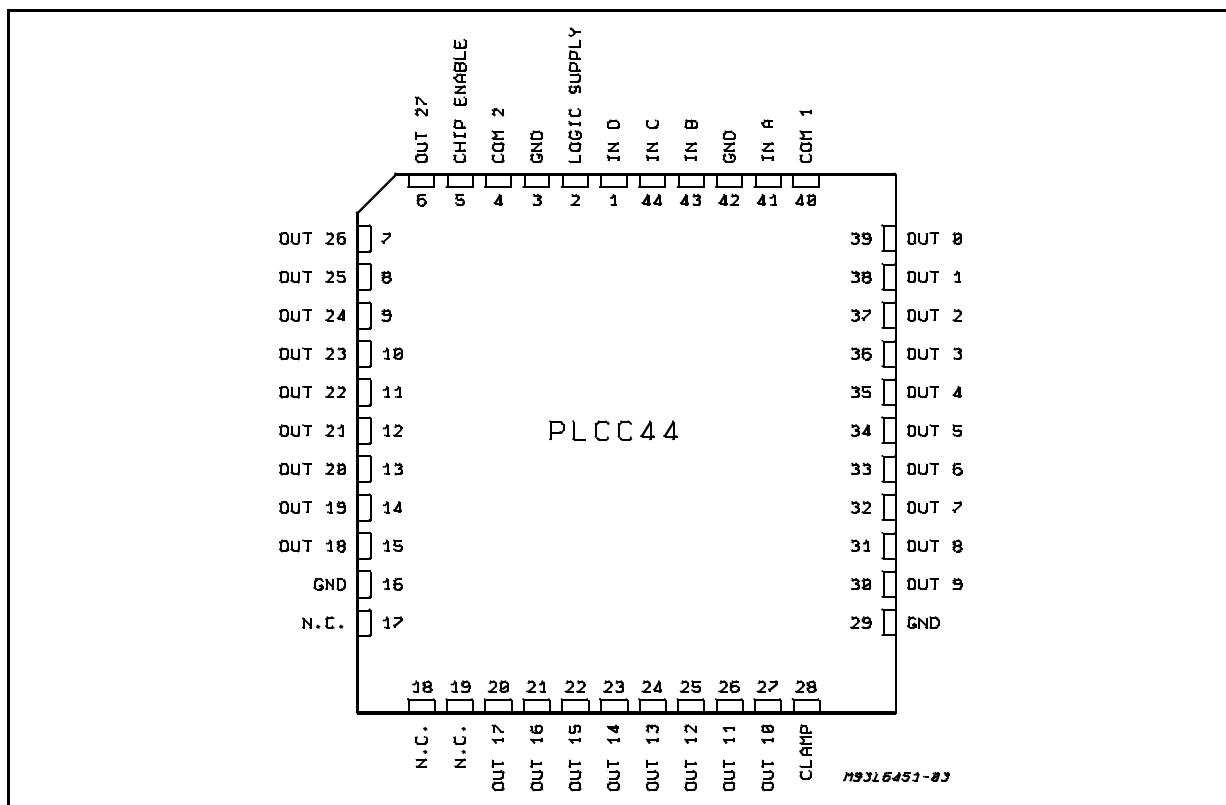 OUT 27
CHIP ENABLE
COM 2
GND
LOGIC SUPPLY
IN D
IN C
IN B
GND
IN A
COM 1
6 5 4 3 2 1 44 43 42 41 40
OUT 26 7 39 OUT 0
OUT 25 8 38 OUT 1
OUT 24 9 37 OUT 2
OUT 23 10 36 OUT 3
OUT 22 11 35 OUT 4
OUT 21 12 34 OUT 5
PLCC44
OUT 20 13 33 OUT 6
OUT 19 14 32 OUT 7
OUT 18 15 31 OUT 8
GND 16 30 OUT 9
N.C. 17 29 GND
18 19 20 21 22 23 24 25 26 27 28
N.C.
N.C.
OUT 17
OUT 16
OUT 15
OUT 14
OUT 13
OUT 12
OUT 11
OUT 10
CLAMP
M93L6451-03